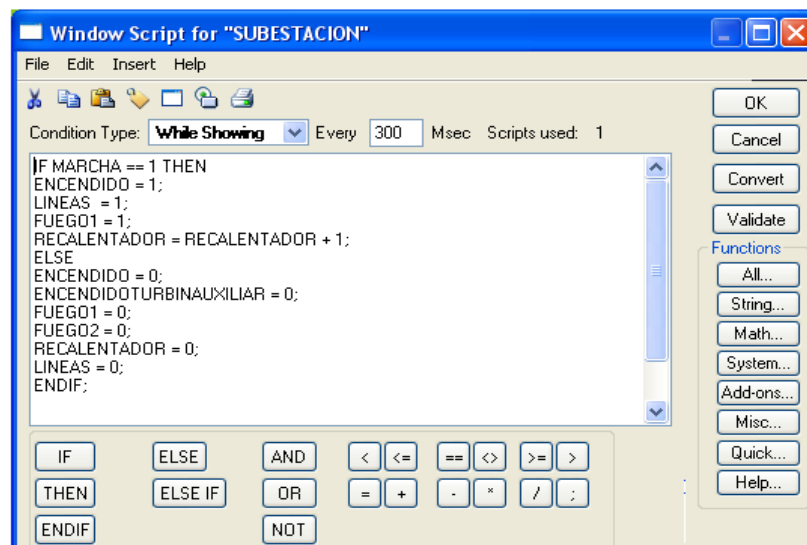 Window Script for "SUBESTACION"
File Edit Insert Help
Condition Type: While Showing Every 300 Msec Scripts used: 1
IF MARCHA == 1 THEN
ENCENDIDO = 1;
LINEAS = 1;
FUEGO1 = 1;
RECALENTADOR = RECALENTADOR + 1;
ELSE
ENCENDIDO = 0;
ENCENDIDOTURBINAUXILIAR = 0;
FUEGO1 = 0;
FUEGO2 = 0;
RECALENTADOR = 0;
LINEAS = 0;
ENDIF;
OK
Cancel
Convert
Validate
Functions
All...
String...
Math...
System...
Add-ons...
Misc...
Quick...
Help...
IF ELSE AND < <= == <> >= >
THEN ELSE IF OR = + - * / ;
ENDIF NOT